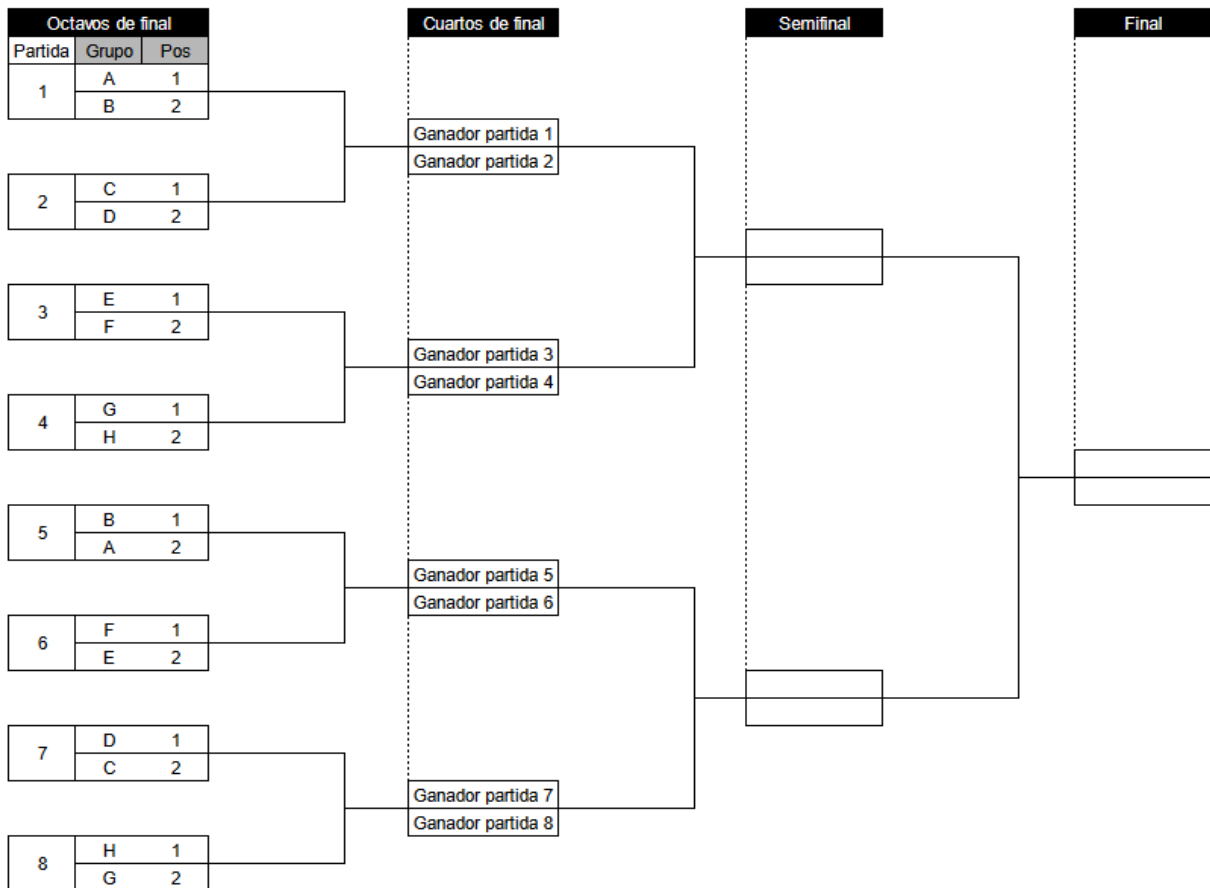 Octavos de final Cuartos de final Semifinal Final
Partida Grupo Pos
1 A 1
B 2
Ganador partida 1
Ganador partida 2
2 C 1
D 2
3 E 1
F 2
Ganador partida 3
Ganador partida 4
4 G 1
H 2
5 B 1
A 2
Ganador partida 5
Ganador partida 6
6 F 1
E 2
7 D 1
C 2
Ganador partida 7
Ganador partida 8
8 H 1
G 2